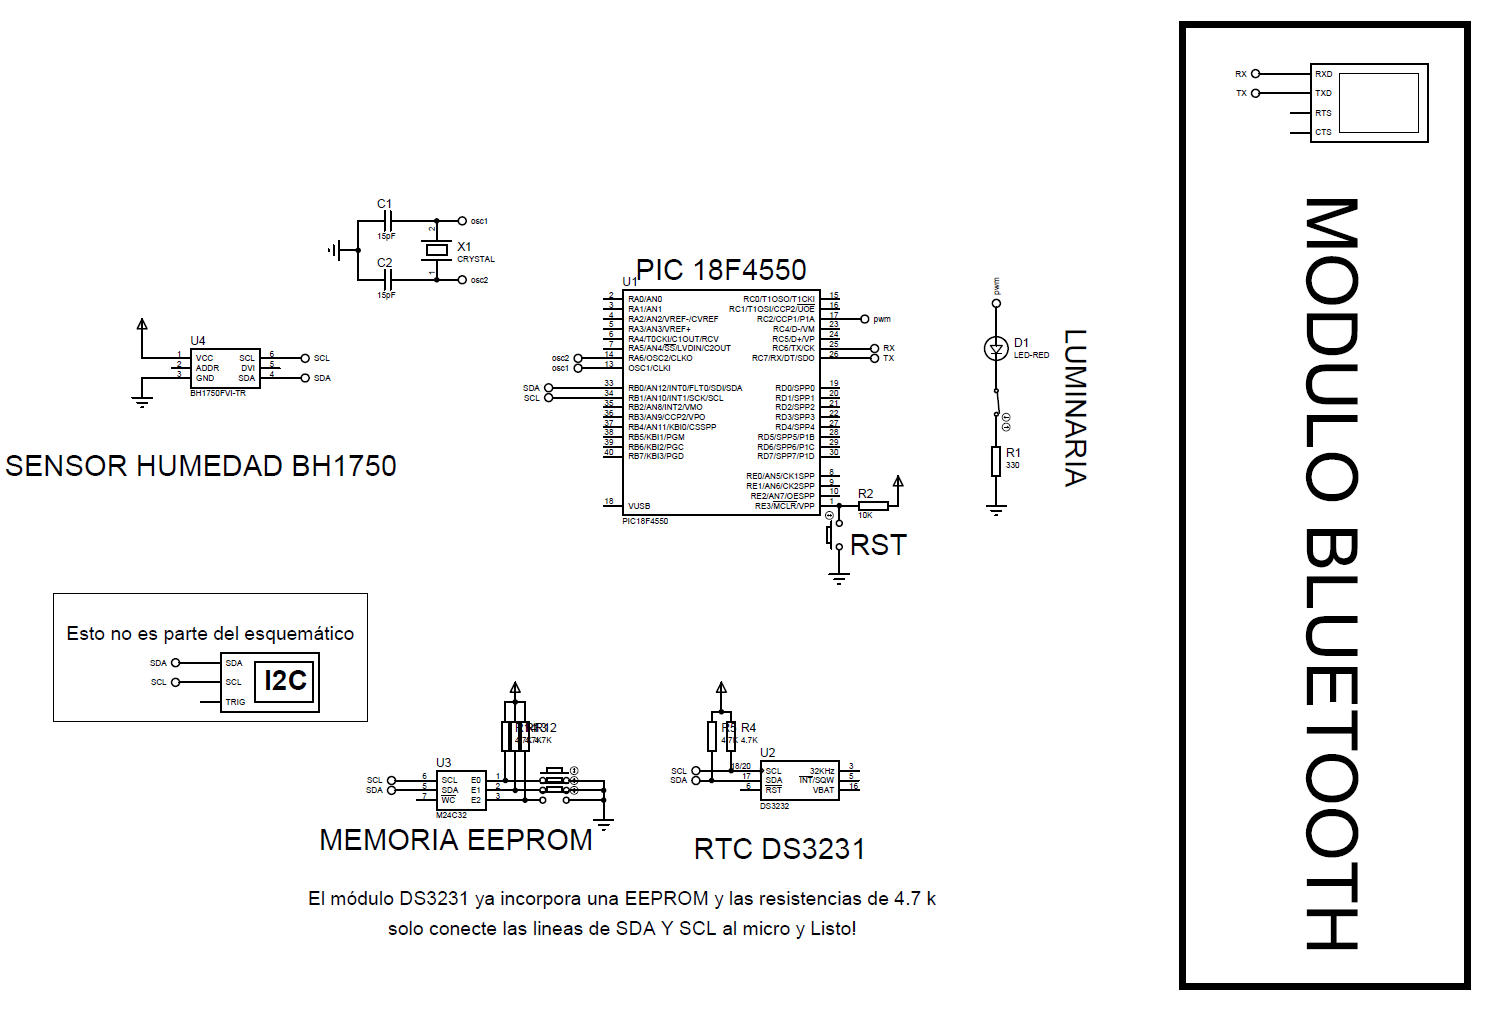 RX
RXD
TX
TXD
RTS
CTS
MODULO BLUETOOTH
C1
15pF
osc1
2
X1
CRYSTAL
1
C2
15pF
osc2
PIC 18F4550
U1
2 RA0/AN0
3 RA1/AN1
4 RA2/AN2/VREF-/CVREF
5 RA3/AN3/VREF+
6 RA4/T0CKI/C1OUT/RCV
7 RA5/AN4/SS/LVDIN/C2OUT
osc2 14 RA6/OSC2/CLKO
osc1 13 OSC1/CLKI
SDA 33 RB0/AN12/INT0/FLT0/SDI/SDA
SCL 34 RB1/AN10/INT1/SCK/SCL
35 RB2/AN8/INT2/VMO
36 RB3/AN9/CCP2/VPO
37 RB4/AN11/KBI0/CSSPP
38 RB5/KBI1/PGM
39 RB6/KBI2/PGC
40 RB7/KBI3/PGD
18 VUSB
RC0/T1OSO/T1CKI 15
RC1/T1OSI/CCP2/UOE 16
RC2/CCP1/P1A 17 pwm
RC4/D-/VM 23
RC5/D+/VP 24
RC6/TX/CK 25 RX
RC7/RX/DT/SDO 26 TX
RD0/SPP0 19
RD1/SPP1 20
RD2/SPP2 21
RD3/SPP3 22
RD4/SPP4 27
RD5/SPP5/P1B 28
RD6/SPP6/P1C 29
RD7/SPP7/P1D 30
RE0/AN5/CK1SPP 8
RE1/AN6/CK2SPP 9
RE2/AN7/OESPP 10
RE3/MCLR/VPP 1
PIC18F4550
R2
10K
RST
pwm
D1
LED-RED
R1
330
LUMINARIA
U4
1 VCC SCL 6 SCL
2 ADDR DVI 5
3 GND SDA 4 SDA
BH1750FVI-TR
SENSOR HUMEDAD BH1750
Esto no es parte del esquemático
SDA SDA
SCL SCL
TRIG
I2C
R12
4.7K
U3
SCL 6 SCL E0 1
SDA 5 SDA E1 2
7 WC E2 3
M24C32
MEMORIA EEPROM
R5 R4
4.7K 4.7K
U2
SCL 18/20 SCL 32KHz 3
SDA 17 SDA INT/SQW 5
6 RST VBAT 16
DS3232
RTC DS3231
El módulo DS3231 ya incorpora una EEPROM y las resistencias de 4.7 k
solo conecte las lineas de SDA Y SCL al micro y Listo!